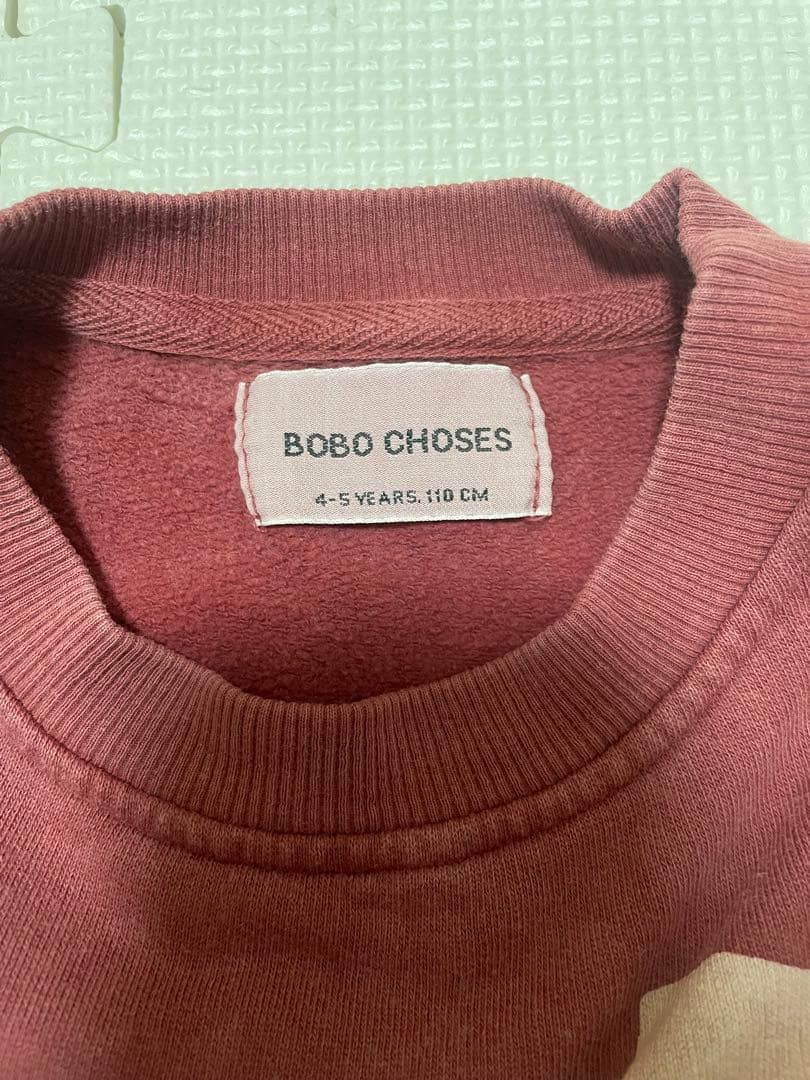 BOBO CHOSES
4-5 YEARS. 110 CM